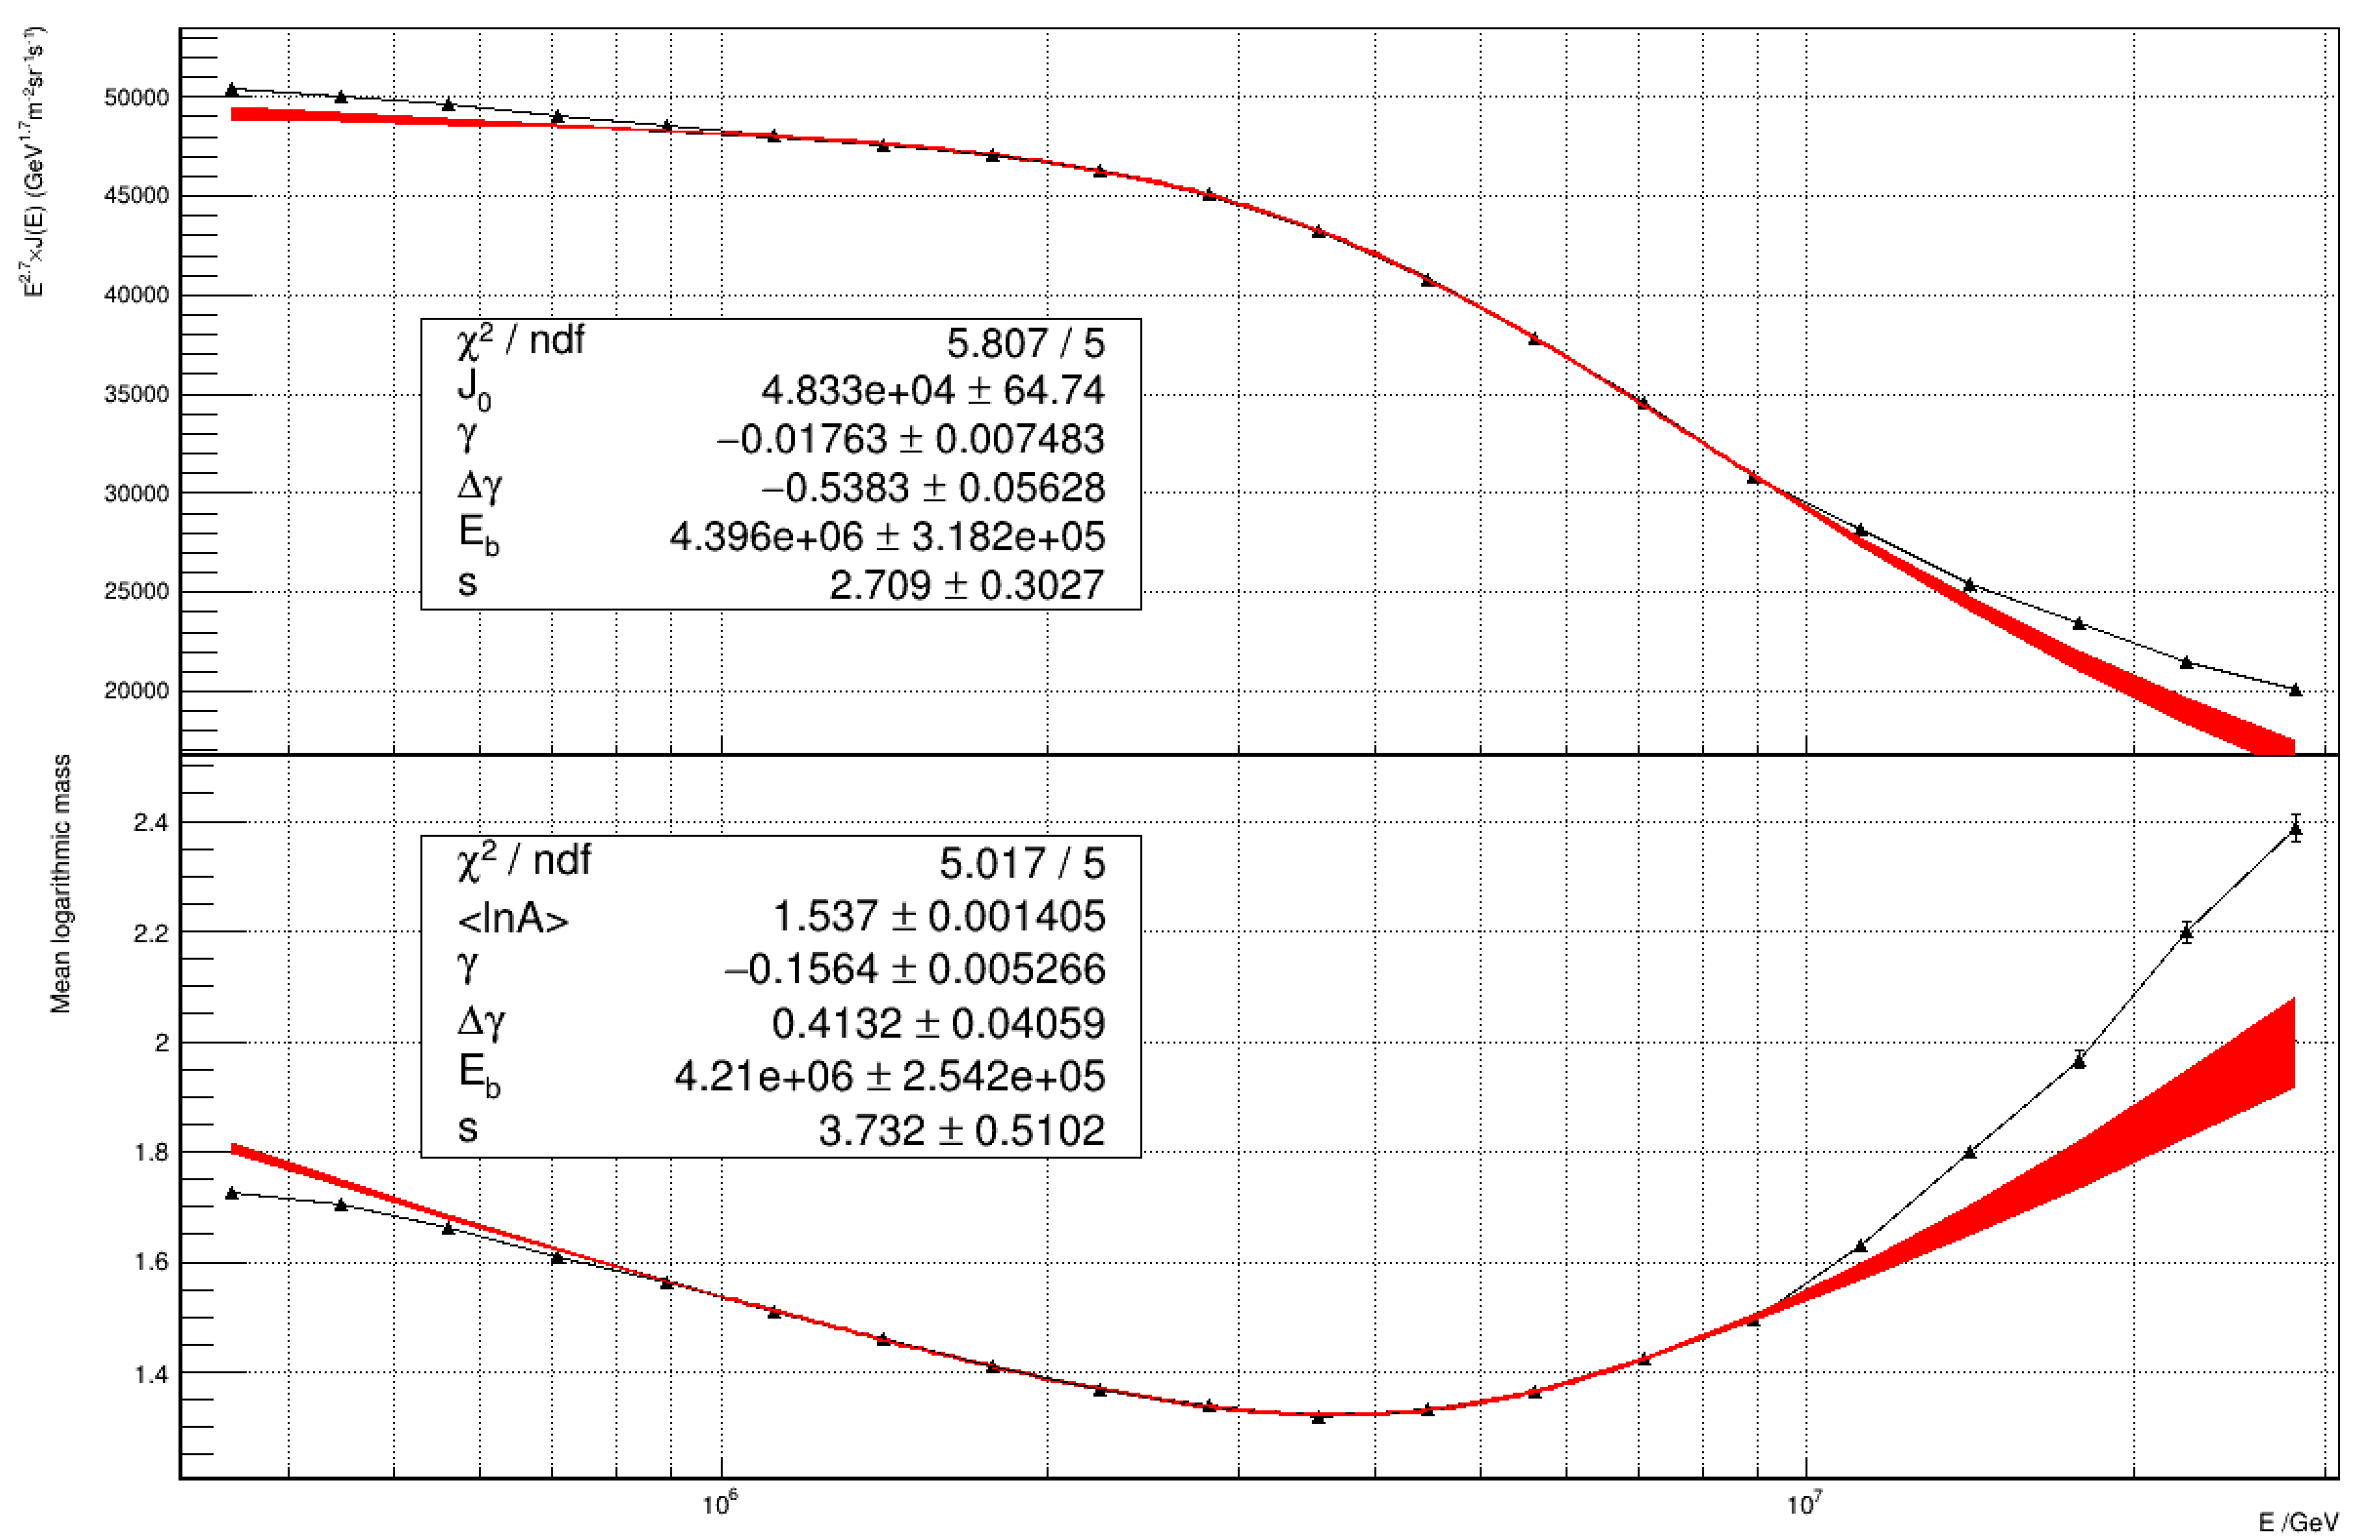 E^2.7×J(E) (GeV^1.7m^-2sr^-1s^-1)
50000
45000
40000
35000
30000
25000
20000
χ² / ndf 5.807 / 5
J₀ 4.833e+04 ± 64.74
γ −0.01763 ± 0.007483
Δγ −0.5383 ± 0.05628
E_b 4.396e+06 ± 3.182e+05
s 2.709 ± 0.3027
Mean logarithmic mass
2.4
2.2
2
1.8
1.6
1.4
χ² / ndf 5.017 / 5
<lnA> 1.537 ± 0.001405
γ −0.1564 ± 0.005266
Δγ 0.4132 ± 0.04059
E_b 4.21e+06 ± 2.542e+05
s 3.732 ± 0.5102
10⁶ 10⁷
E /GeV